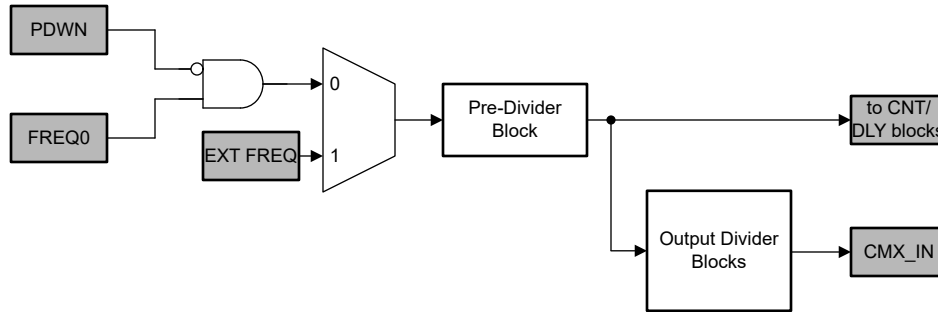 PDWN
FREQ0
EXT FREQ
0
1
Pre-Divider
Block
to CNT/
DLY blocks
Output Divider
Blocks
CMX_IN